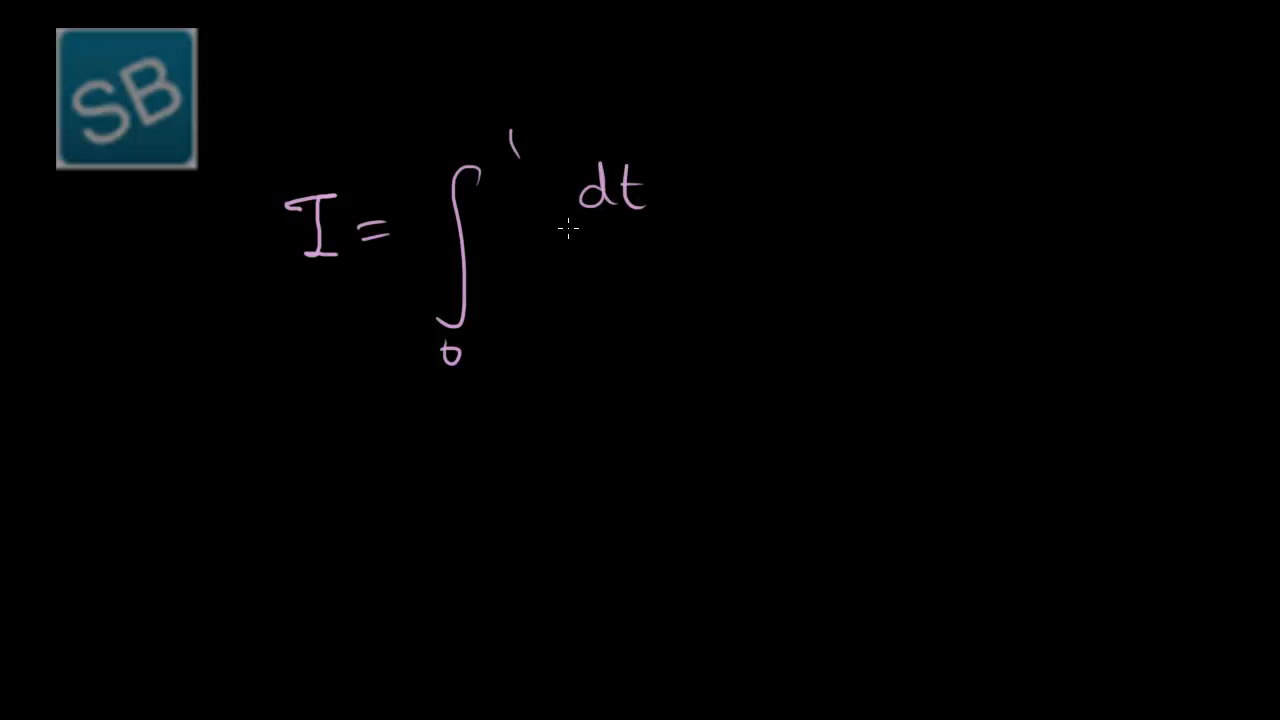 SB
I = ∫₀¹ dt